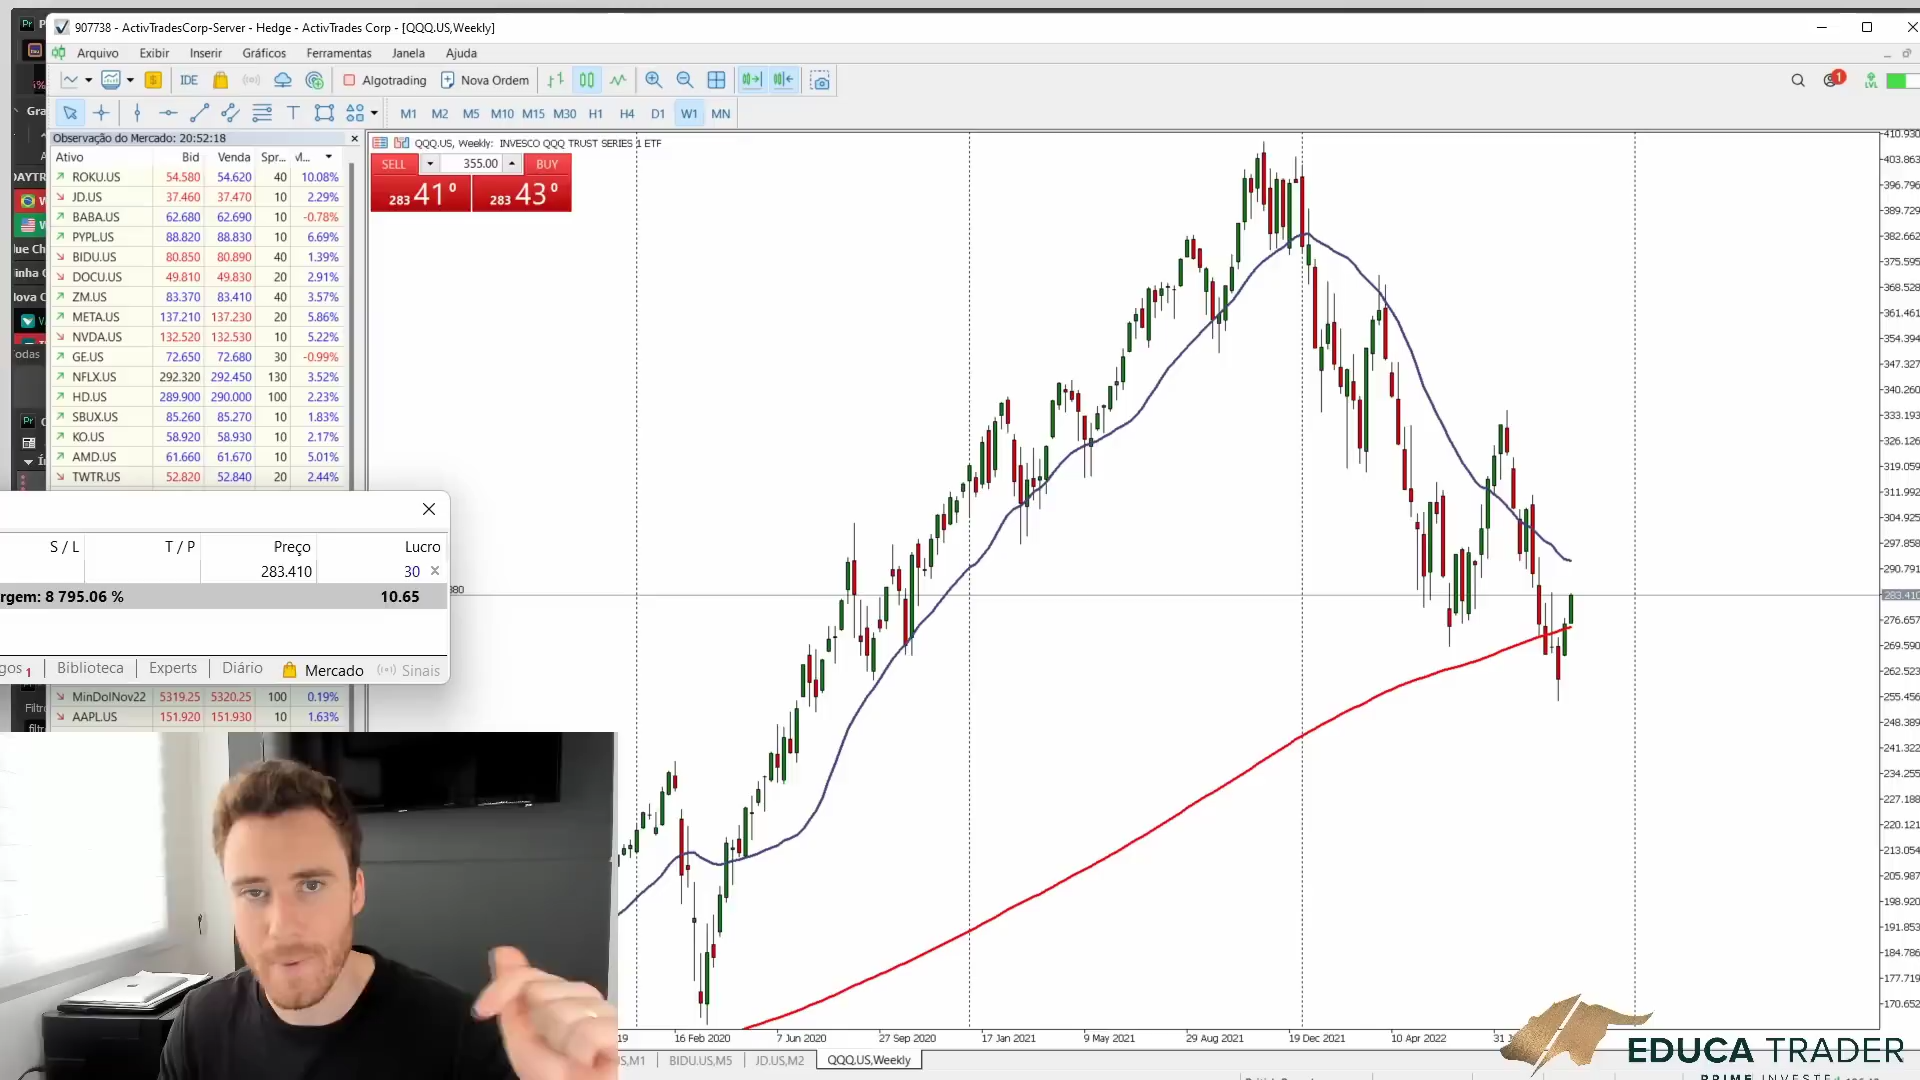 907738 - ActivTradesCorp-Server - Hedge - ActivTrades Corp - [QQQ.US,Weekly]
Arquivo Exibir Inserir Gráficos Ferramentas Janela Ajuda
IDE Algotrading Nova Ordem 1
M1 M2 M5 M10 M15 M30 H1 H4 D1 W1 MN
Observação do Mercado: 20:52:18
Ativo Bid Venda Spr... vl...
ROKU.US 54.580 54.620 40 10.08%
JD.US 37.460 37.470 10 2.29%
BABA.US 62.680 62.690 10 -0.78%
PYPL.US 88.820 88.830 10 6.69%
BIDU.US 80.850 80.890 40 1.39%
DOCU.US 49.810 49.830 20 2.91%
ZM.US 83.370 83.410 40 3.57%
META.US 137.210 137.230 20 5.86%
NVDA.US 132.520 132.530 10 5.22%
GE.US 72.650 72.680 30 -0.99%
NFLX.US 292.320 292.450 130 3.52%
HD.US 289.900 290.000 100 2.23%
SBUX.US 85.260 85.270 10 1.83%
KO.US 58.920 58.930 10 2.17%
AMD.US 61.660 61.670 10 5.01%
TWTR.US 52.820 52.840 20 2.44%
S / L T / P Preço Lucro
283.410 30
rgem: 8 795.06 % 10.65
gos 1 Biblioteca Experts Diário Mercado Sinais
MinDolNov22 5319.25 5320.25 100 0.19%
AAPL.US 151.920 151.930 10 1.63%
QQQ.US, Weekly: INVESCO QQQ TRUST SERIES 1 ETF
SELL 355.00 BUY
283 41 0 283 43 0
410.930
403.863
396.796
389.729
382.662
375.595
368.528
361.461
354.394
347.327
340.260
333.193
326.126
319.059
311.992
304.925
297.858
290.791
283.410
276.657
269.590
262.523
255.456
248.389
241.322
234.255
227.188
220.121
213.054
205.987
198.920
191.853
184.786
177.719
170.652
19 16 Feb 2020 7 Jun 2020 27 Sep 2020 17 Jan 2021 9 May 2021 29 Aug 2021 19 Dec 2021 10 Apr 2022 31
S,M1 BIDU.US,M5 JD.US,M2 QQQ.US,Weekly
EDUCA TRADER
PRIME INVEST